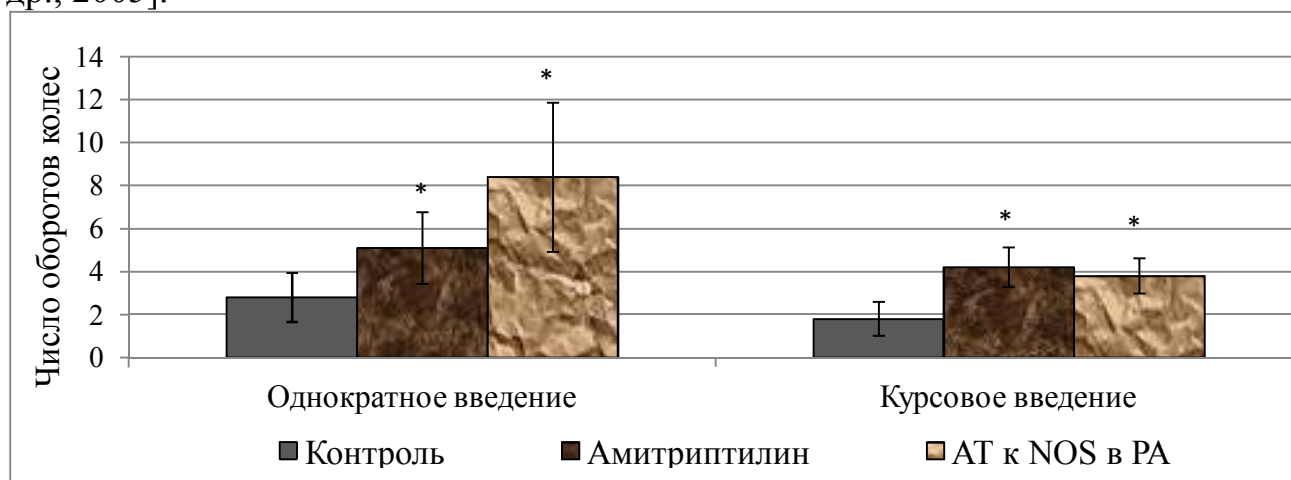 др., 2005].
Число оборотов колес
14
12
10
8
6
4
2
0
*
*
*
*
Однократное введение
Курсовое введение
Контроль
Амитриптилин
АТ к NOS в РА